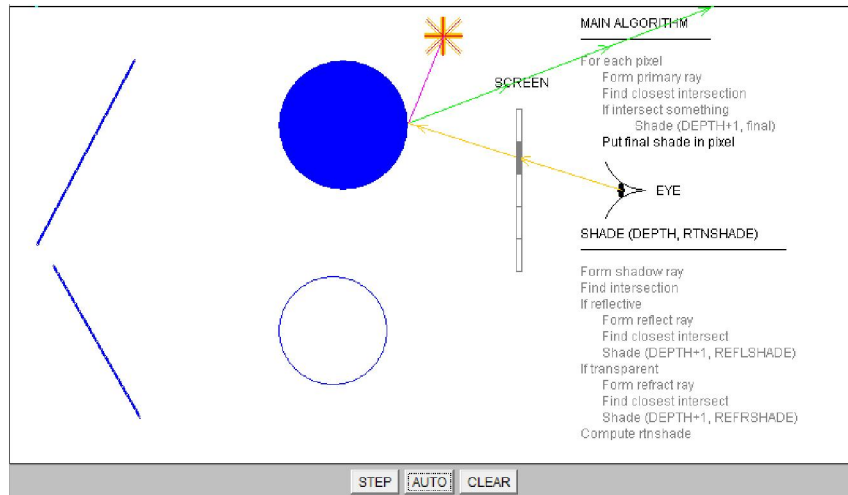 MAIN ALGORITHM
For each pixel
Form primary ray
Find closest intersection
If intersect something
Shade (DEPTH+1, final)
Put final shade in pixel
SCREEN
EYE
SHADE (DEPTH, RTNSHADE)
Form shadow ray
Find intersection
If reflective
Form reflect ray
Find closest intersect
Shade (DEPTH+1, REFLSHADE)
If transparent
Form refract ray
Find closest intersect
Shade (DEPTH+1, REFRSHADE)
Compute rtnshade
STEP AUTO CLEAR